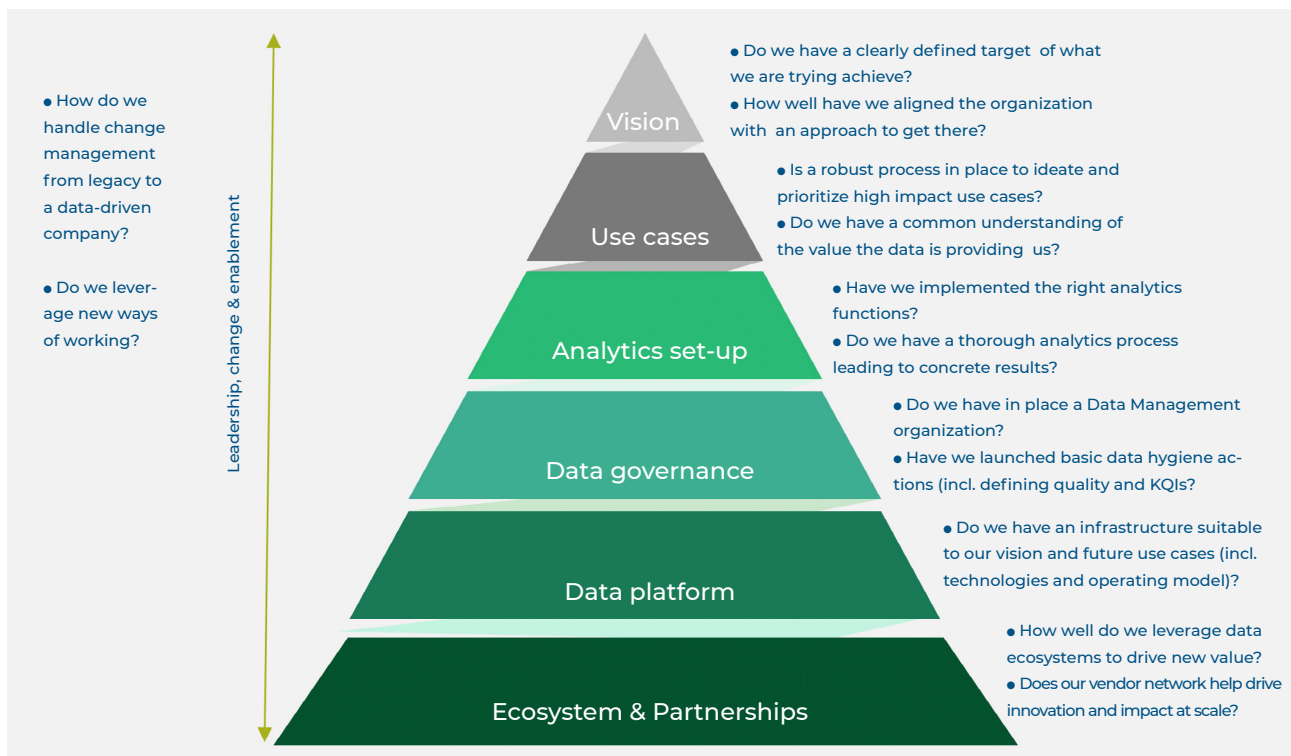 ● How do we
handle change
management
from legacy to
a data-driven
company?
● Do we lever-
age new ways
of working?
Leadership, change & enablement
Vision
● Do we have a clearly defined target of what
we are trying achieve?
● How well have we aligned the organization
with an approach to get there?
Use cases
● Is a robust process in place to ideate and
prioritize high impact use cases?
● Do we have a common understanding of
the value the data is providing us?
Analytics set-up
● Have we implemented the right analytics
functions?
● Do we have a thorough analytics process
leading to concrete results?
Data governance
● Do we have in place a Data Management
organization?
● Have we launched basic data hygiene ac-
tions (incl. defining quality and KQIs?
Data platform
● Do we have an infrastructure suitable
to our vision and future use cases (incl.
technologies and operating model)?
Ecosystem & Partnerships
● How well do we leverage data
ecosystems to drive new value?
● Does our vendor network help drive
innovation and impact at scale?